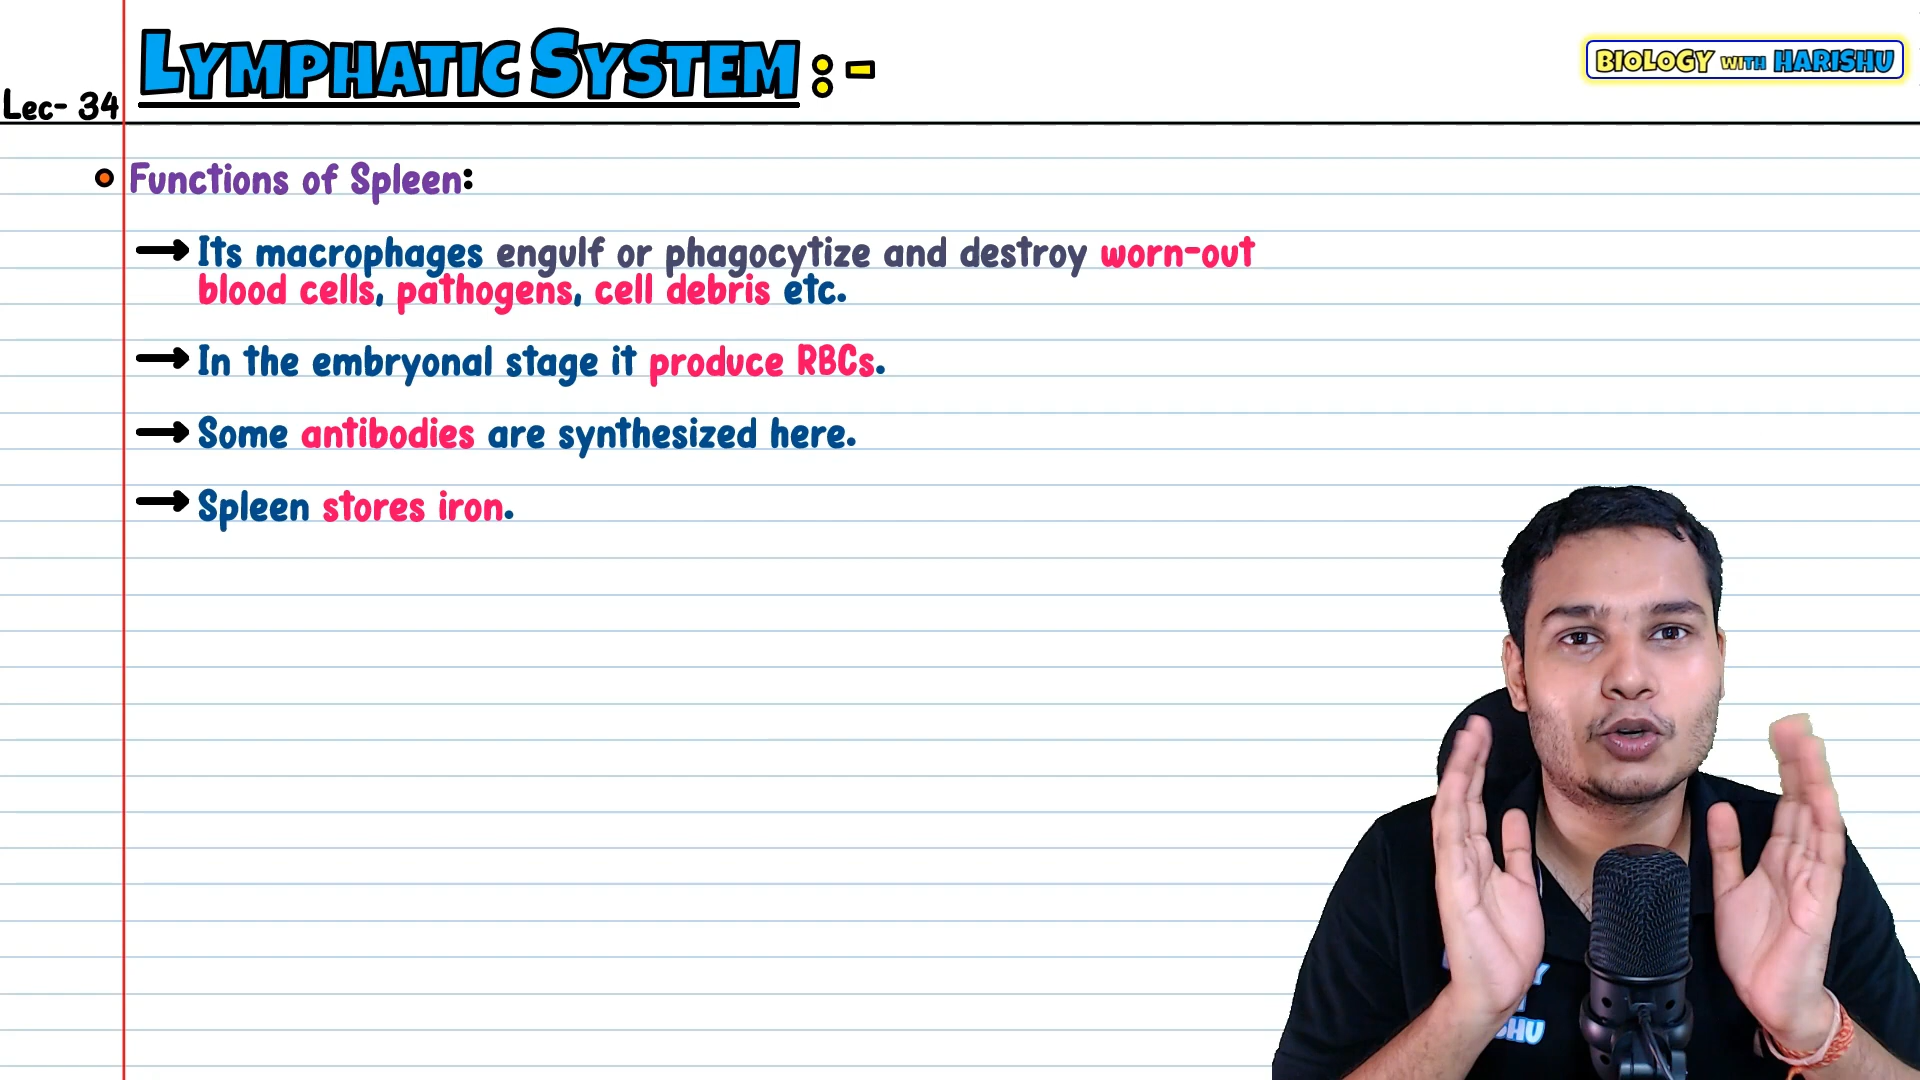 LYMPHATIC SYSTEM :-
BIOLOGY WITH HARISHU
Lec- 34
Functions of Spleen:
Its macrophages engulf or phagocytize and destroy worn-out
blood cells, pathogens, cell debris etc.
In the embryonal stage it produce RBCs.
Some antibodies are synthesized here.
Spleen stores iron.